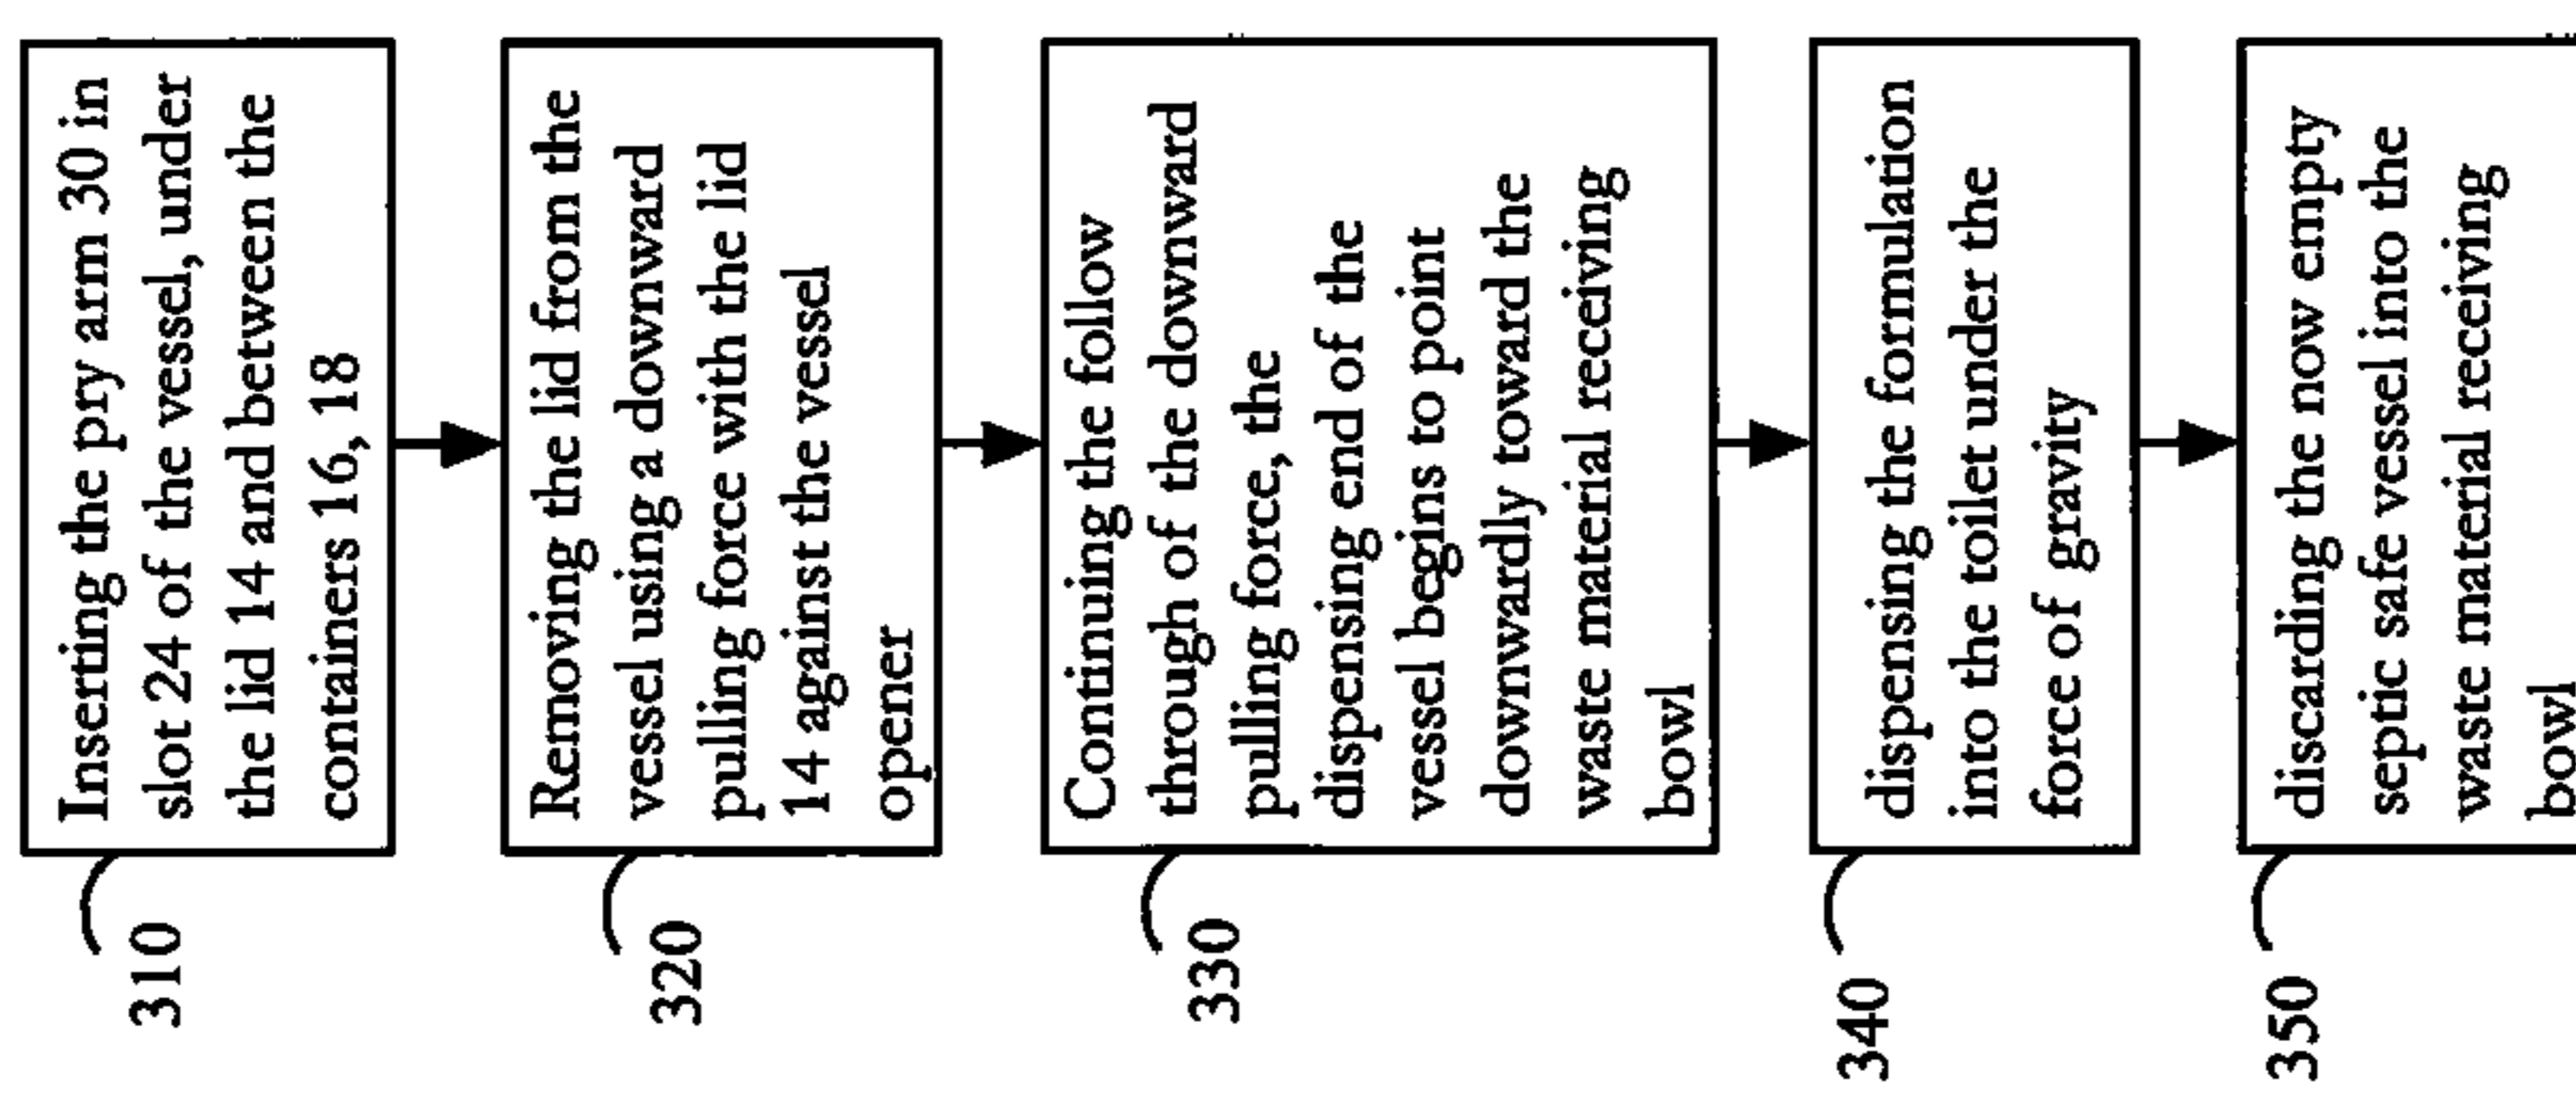 310
Inserting the pry arm 30 in
slot 24 of the vessel, under
the lid 14 and between the
containers 16, 18
320
Removing the lid from the
vessel using a downward
pulling force with the lid
14 against the vessel
opener
330
Continuing the follow
through of the downward
pulling force, the
dispensing end of the
vessel begins to point
downwardly toward the
waste material receiving
bowl
340
dispensing the formulation
into the toilet under the
force of gravity
350
discarding the now empty
septic safe vessel into the
waste material receiving
bowl